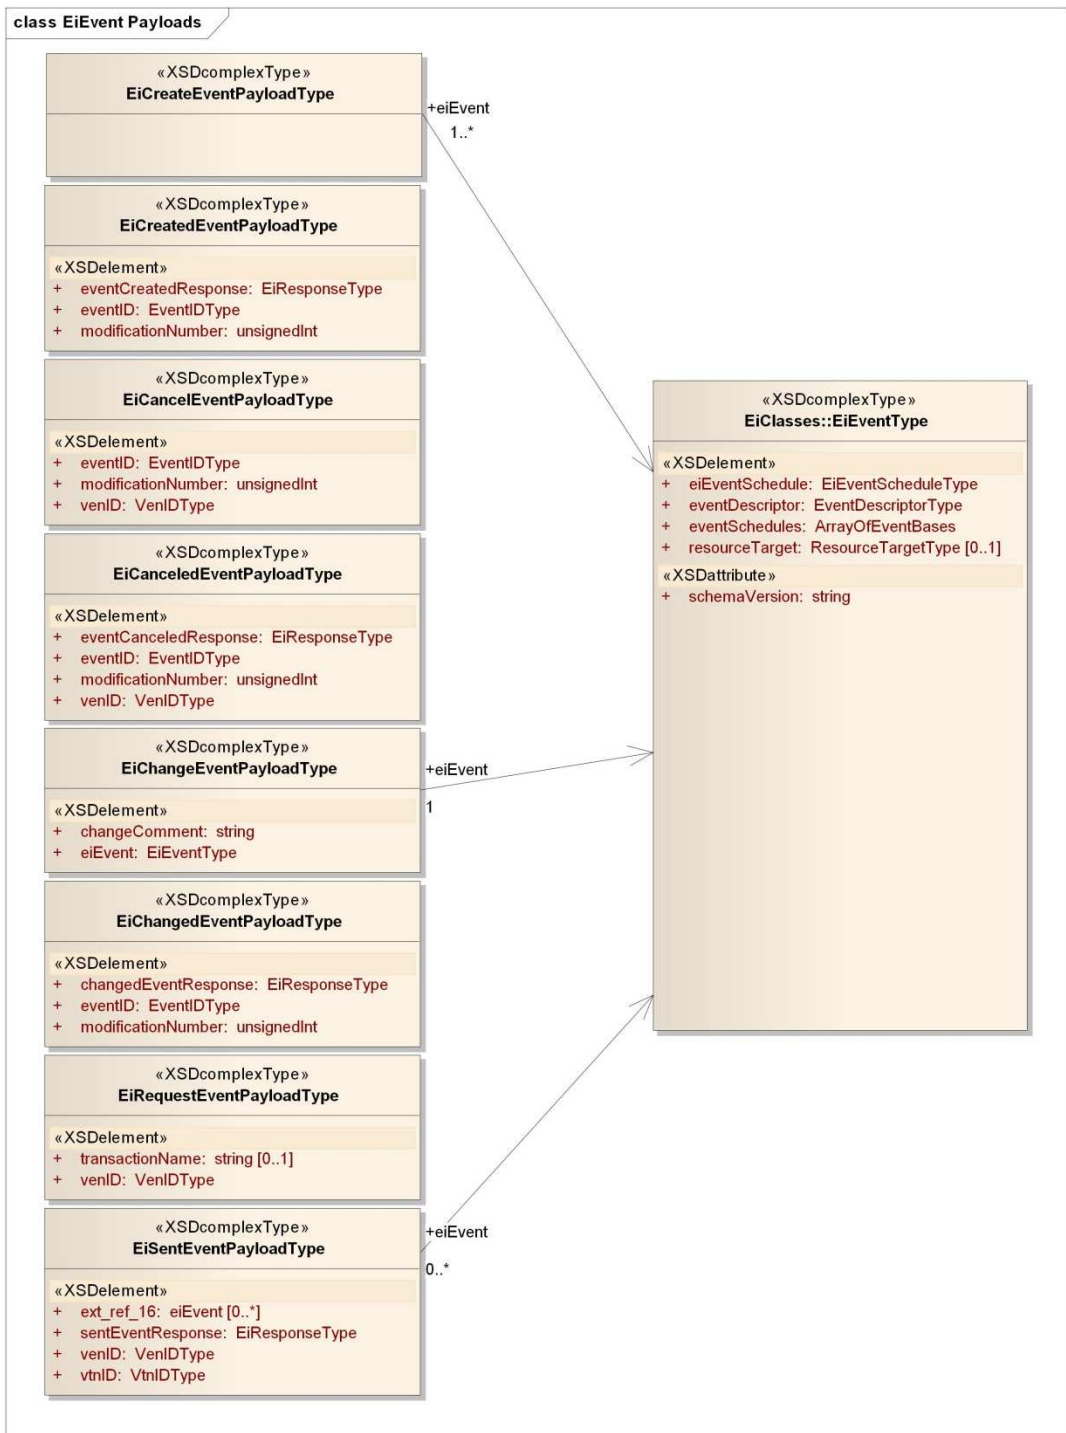 class EiEvent Payloads
«XSDcomplexType»
EiCreateEventPayloadType
+eiEvent
1..*
«XSDcomplexType»
EiCreatedEventPayloadType
«XSDelement»
+ eventCreatedResponse: EiResponseType
+ eventID: EventIDType
+ modificationNumber: unsignedInt
«XSDcomplexType»
EiCancelEventPayloadType
«XSDelement»
+ eventID: EventIDType
+ modificationNumber: unsignedInt
+ venID: VenIDType
«XSDcomplexType»
EiCanceledEventPayloadType
«XSDelement»
+ eventCanceledResponse: EiResponseType
+ eventID: EventIDType
+ modificationNumber: unsignedInt
+ venID: VenIDType
«XSDcomplexType»
EiChangeEventPayloadType
+eiEvent
1
«XSDelement»
+ changeComment: string
+ eiEvent: EiEventType
«XSDcomplexType»
EiChangedEventPayloadType
«XSDelement»
+ changedEventResponse: EiResponseType
+ eventID: EventIDType
+ modificationNumber: unsignedInt
«XSDcomplexType»
EiRequestEventPayloadType
«XSDelement»
+ transactionName: string [0..1]
+ venID: VenIDType
«XSDcomplexType»
EiSentEventPayloadType
+eiEvent
0..*
«XSDelement»
+ ext_ref_16: eiEvent [0..*]
+ sentEventResponse: EiResponseType
+ venID: VenIDType
+ vtnID: VtnIDType
«XSDcomplexType»
EiClasses::EiEventType
«XSDelement»
+ eiEventSchedule: EiEventScheduleType
+ eventDescriptor: EventDescriptorType
+ eventSchedules: ArrayOfEventBases
+ resourceTarget: ResourceTargetType [0..1]
«XSDattribute»
+ schemaVersion: string